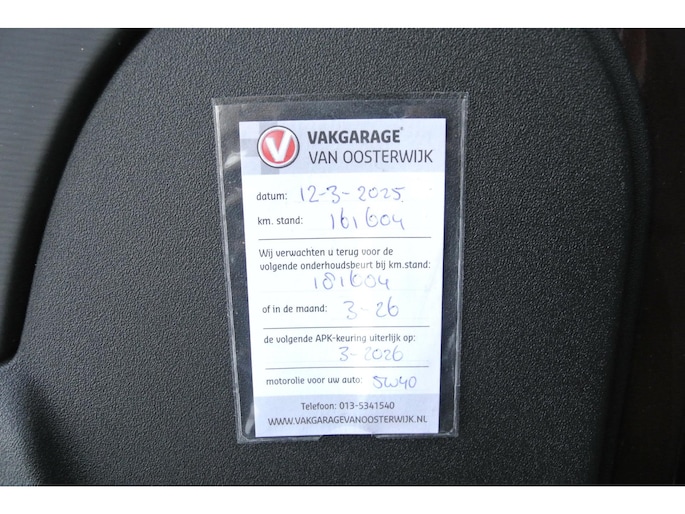 VAKGARAGE®
VAN OOSTERWIJK
datum: 12-3-2025
km. stand: 161604
Wij verwachten u terug voor de
volgende onderhoudsbeurt bij km.stand:
181604
of in de maand: 3-26
de volgende APK-keuring uiterlijk op:
3-2026
motorolie voor uw auto: 5W40
Telefoon: 013-5341540
WWW.VAKGARAGEVANOOSTERWIJK.NL